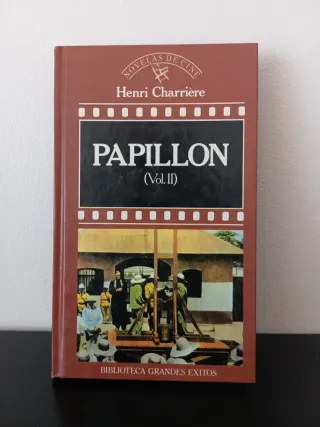 NOVELAS DE CINE
Henri Charrière
PAPILLON
(Vol. II)
BIBLIOTECA GRANDES EXITOS